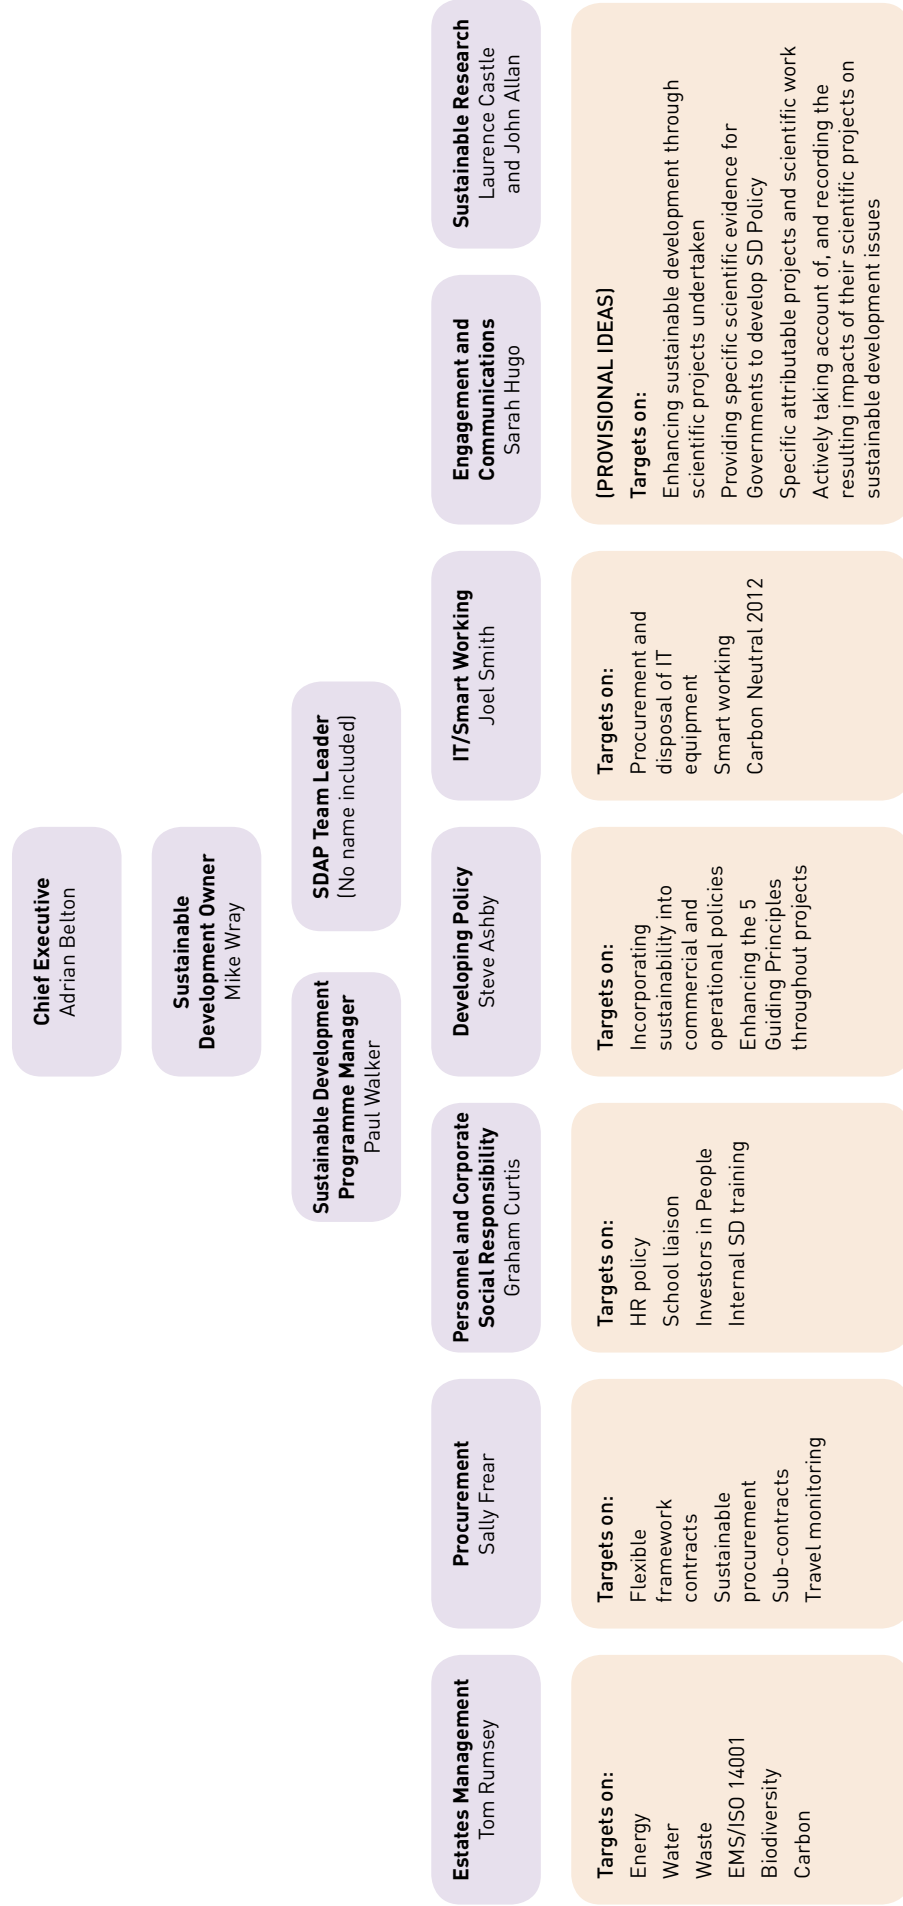 Chief Executive
Adrian Belton
Sustainable
Development Owner
Mike Wray
Sustainable Development
Programme Manager
Paul Walker
SDAP Team Leader
(No name included)
Estates Management
Tom Rumsey
Procurement
Sally Frear
Personnel and Corporate
Social Responsibility
Graham Curtis
Developing Policy
Steve Ashby
IT/Smart Working
Joel Smith
Engagement and
Communications
Sarah Hugo
Sustainable Research
Laurence Castle
and John Allan
Targets on:
Energy
Water
Waste
EMS/ISO 14001
Biodiversity
Carbon
Targets on:
Flexible
framework
contracts
Sustainable
procurement
Sub-contracts
Travel monitoring
Targets on:
HR policy
School liaison
Investors in People
Internal SD training
Targets on:
Incorporating
sustainability into
commercial and
operational policies
Enhancing the 5
Guiding Principles
throughout projects
Targets on:
Procurement and
disposal of IT
equipment
Smart working
Carbon Neutral 2012
(PROVISIONAL IDEAS)
Targets on:
Enhancing sustainable development through
scientific projects undertaken
Providing specific scientific evidence for
Governments to develop SD Policy
Specific attributable projects and scientific work
Actively taking account of, and recording the
resulting impacts of their scientific projects on
sustainable development issues